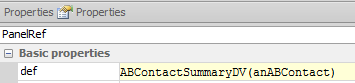 Properties Properties
PanelRef
Basic properties
def ABContactSummaryDV(anABContact)